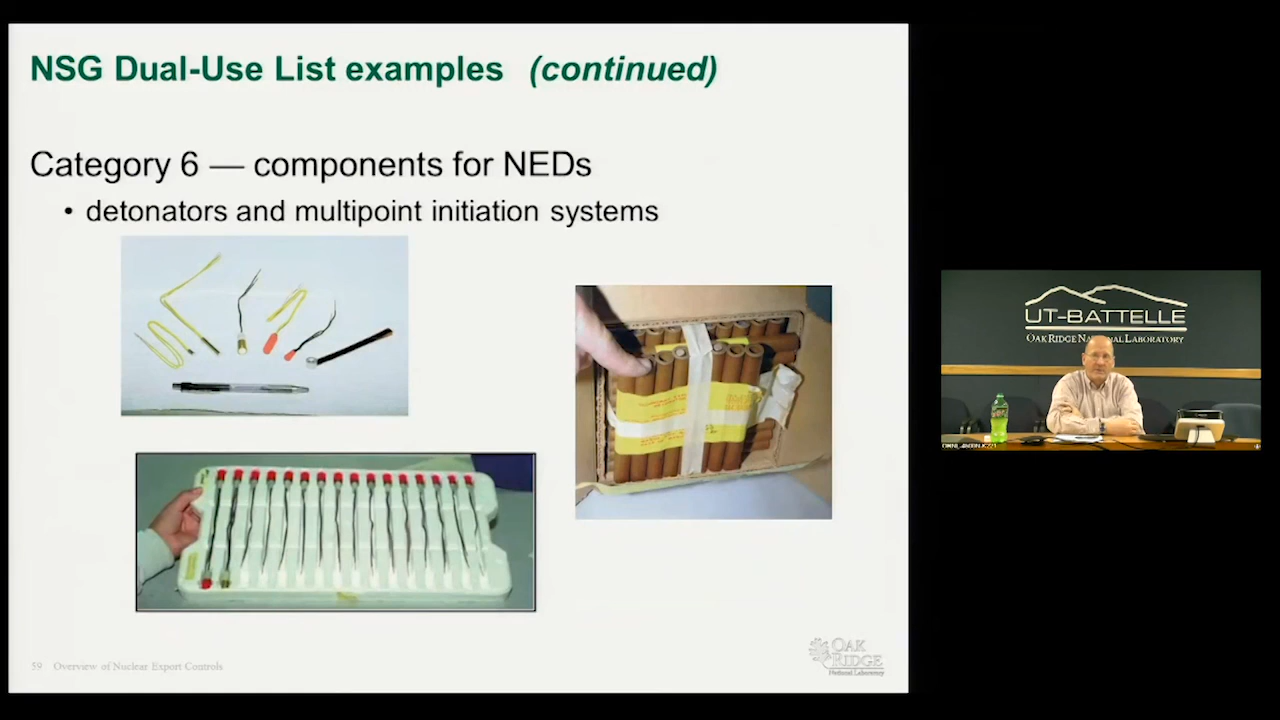 NSG Dual-Use List examples (continued)
Category 6 — components for NEDs
• detonators and multipoint initiation systems
59 Overview of Nuclear Export Controls
OAK
RIDGE
National Laboratory
UT-BATTELLE
OAK RIDGE NATIONAL LABORATORY